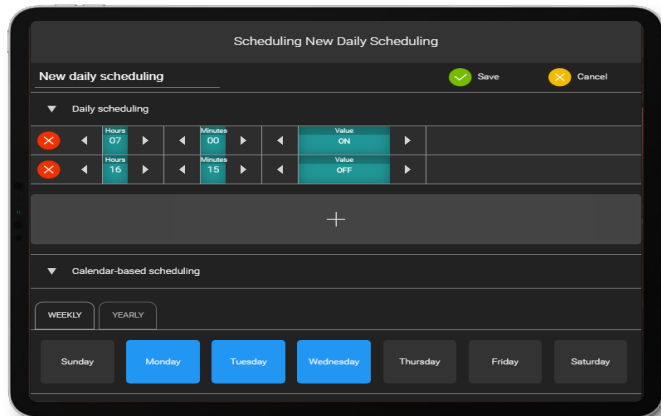 Scheduling New Daily Scheduling
New daily scheduling Save Cancel
Daily scheduling
Hours Minutes Value
07 00 ON
Hours Minutes Value
16 15 OFF
Calendar-based scheduling
WEEKLY YEARLY
Sunday Monday Tuesday Wednesday Thursday Friday Saturday